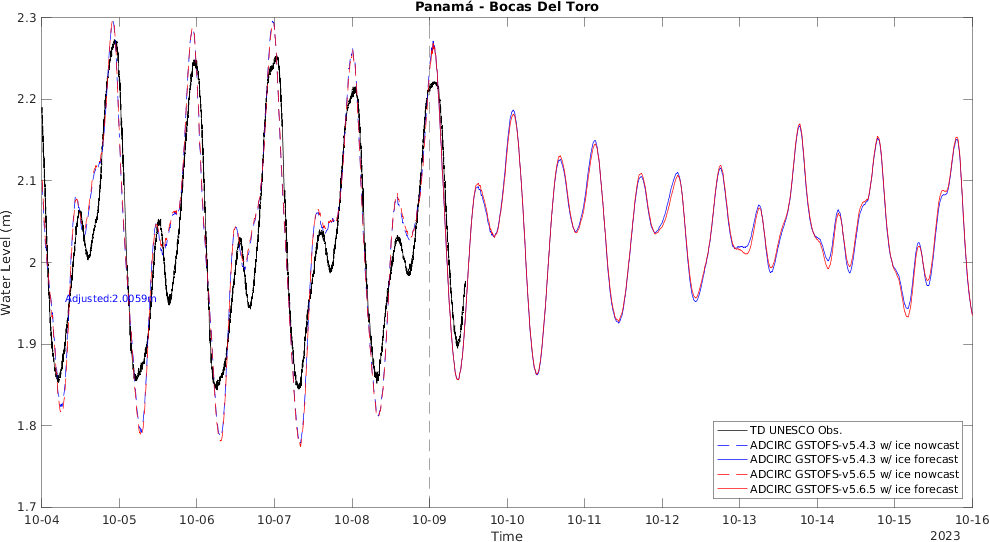 Panamá - Bocas Del Toro
Water Level (m)
2.3
2.2
2.1
2
1.9
1.8
1.7
Adjusted:2.0059m
TD UNESCO Obs.
ADCIRC GSTOFS-v5.4.3 w/ ice nowcast
ADCIRC GSTOFS-v5.4.3 w/ ice forecast
ADCIRC GSTOFS-v5.6.5 w/ ice nowcast
ADCIRC GSTOFS-v5.6.5 w/ ice forecast
10-04 10-05 10-06 10-07 10-08 10-09 10-10 10-11 10-12 10-13 10-14 10-15 10-16
Time
2023